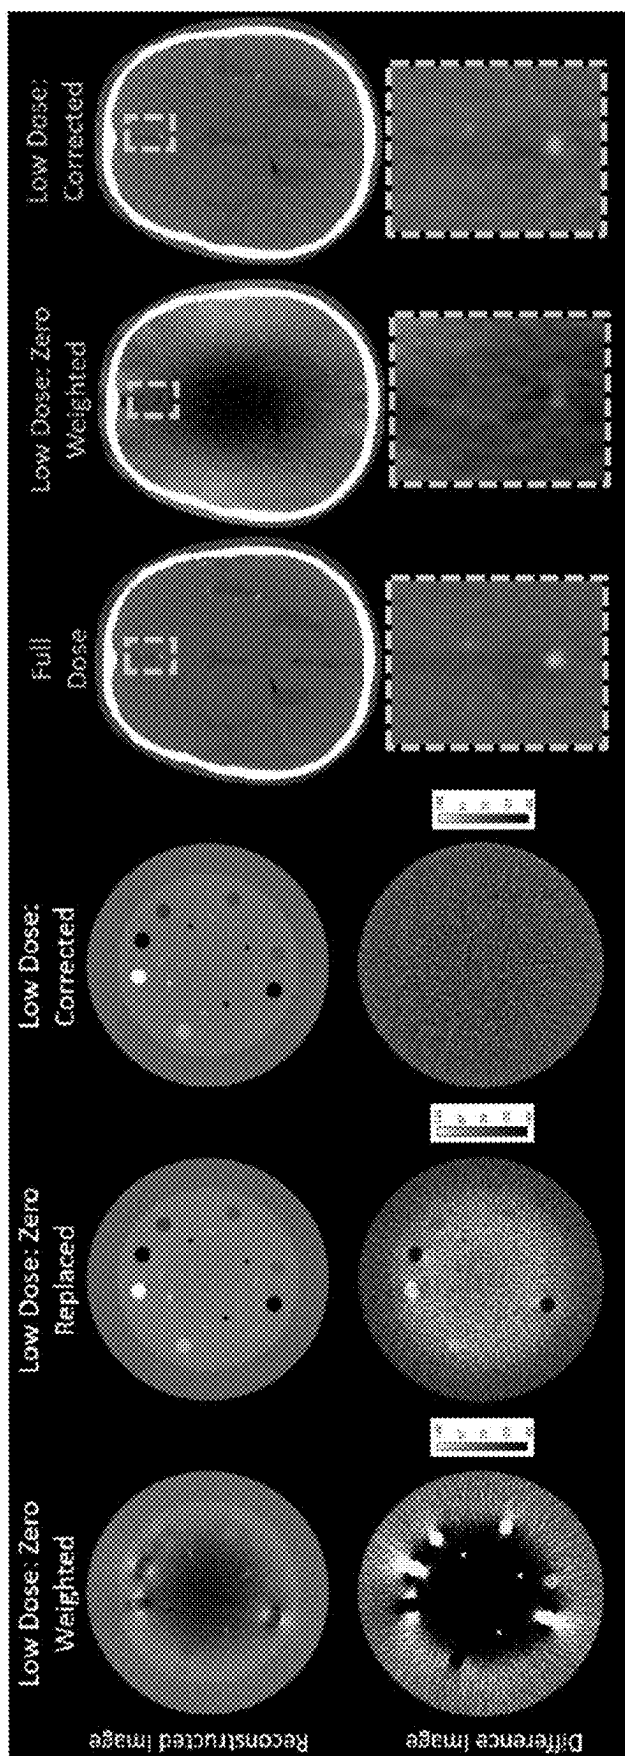 Low Dose: Zero
Weighted
Low Dose: Zero
Replaced
Low Dose:
Corrected
Full
Dose
Low Dose: Zero
Weighted
Low Dose:
Corrected
Reconstructed Image
Difference Image